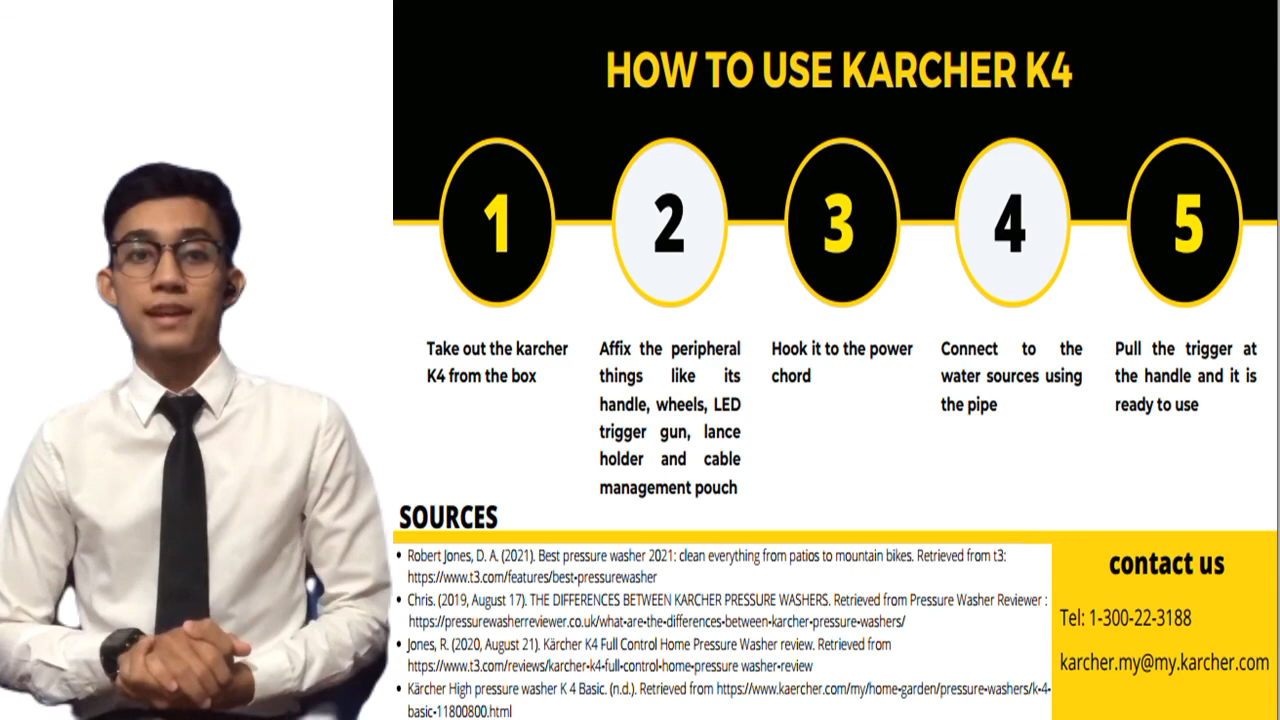 HOW TO USE KARCHER K4
1
2
3
4
5
Take out the karcher
K4 from the box
Affix the peripheral
things like its
handle, wheels, LED
trigger gun, lance
holder and cable
management pouch
Hook it to the power
chord
Connect to the
water sources using
the pipe
Pull the trigger at
the handle and it is
ready to use
SOURCES
• Robert Jones, D. A. (2021). Best pressure washer 2021: clean everything from patios to mountain bikes. Retrieved from t3:
https://www.t3.com/features/best-pressurewasher
• Chris. (2019, August 17). THE DIFFERENCES BETWEEN KARCHER PRESSURE WASHERS. Retrieved from Pressure Washer Reviewer :
https://pressurewasherreviewer.co.uk/what-are-the-differences-between-karcher-pressure-washers/
• Jones, R. (2020, August 21). Kärcher K4 Full Control Home Pressure Washer review. Retrieved from
https://www.t3.com/reviews/karcher-k4-full-control-home-pressure washer-review
• Kärcher High pressure washer K 4 Basic. (n.d.). Retrieved from https://www.kaercher.com/my/home-garden/pressure-washers/k-4-
basic-11800800.html
contact us
Tel: 1-300-22-3188
karcher.my@my.karcher.com